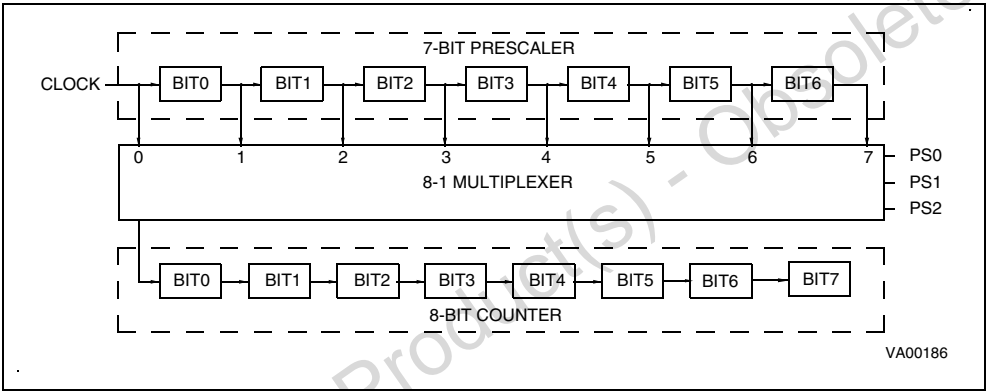 7-BIT PRESCALER
CLOCK BIT0 BIT1 BIT2 BIT3 BIT4 BIT5 BIT6
0 1 2 3 4 5 6 7 PS0
8-1 MULTIPLEXER PS1
PS2
BIT0 BIT1 BIT2 BIT3 BIT4 BIT5 BIT6 BIT7
8-BIT COUNTER
VA00186
Product(s) - Obsolete